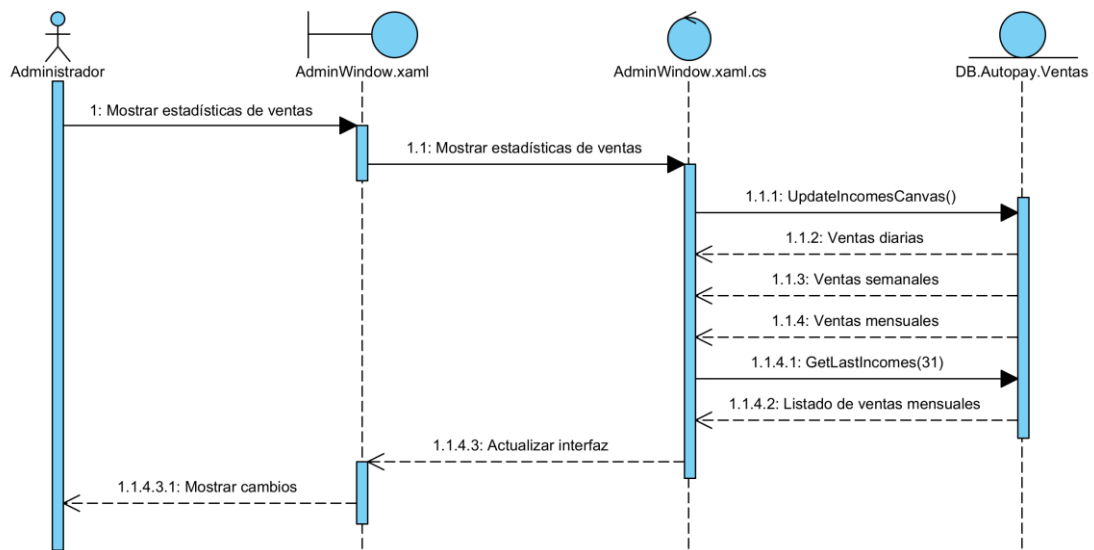 Administrador
AdminWindow.xaml
AdminWindow.xaml.cs
DB.Autopay.Ventas
1: Mostrar estadísticas de ventas
1.1: Mostrar estadísticas de ventas
1.1.1: UpdateIncomesCanvas()
1.1.2: Ventas diarias
1.1.3: Ventas semanales
1.1.4: Ventas mensuales
1.1.4.1: GetLastIncomes(31)
1.1.4.2: Listado de ventas mensuales
1.1.4.3: Actualizar interfaz
1.1.4.3.1: Mostrar cambios